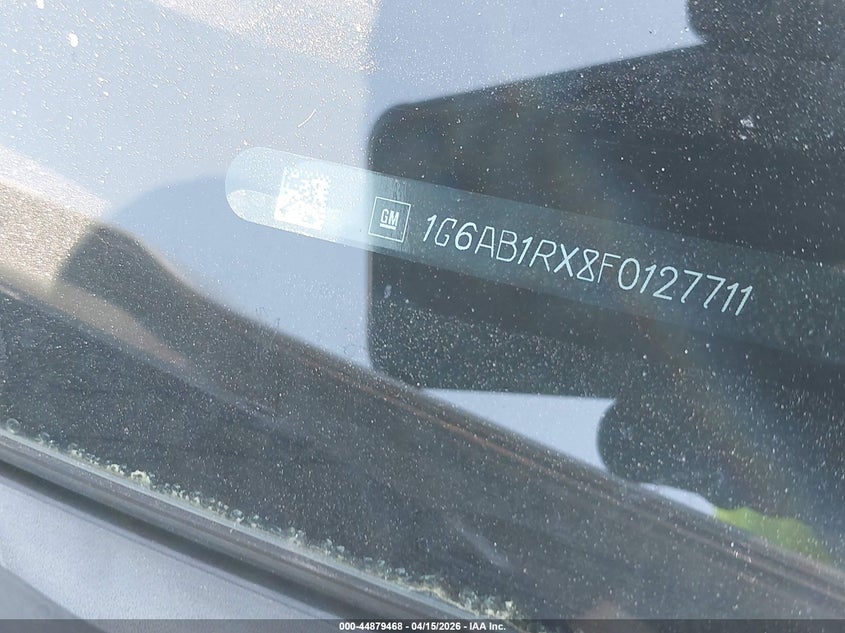 GM
1G6AB1RX8F0127711
000-44879468 - 04/15/2026 - IAA Inc.